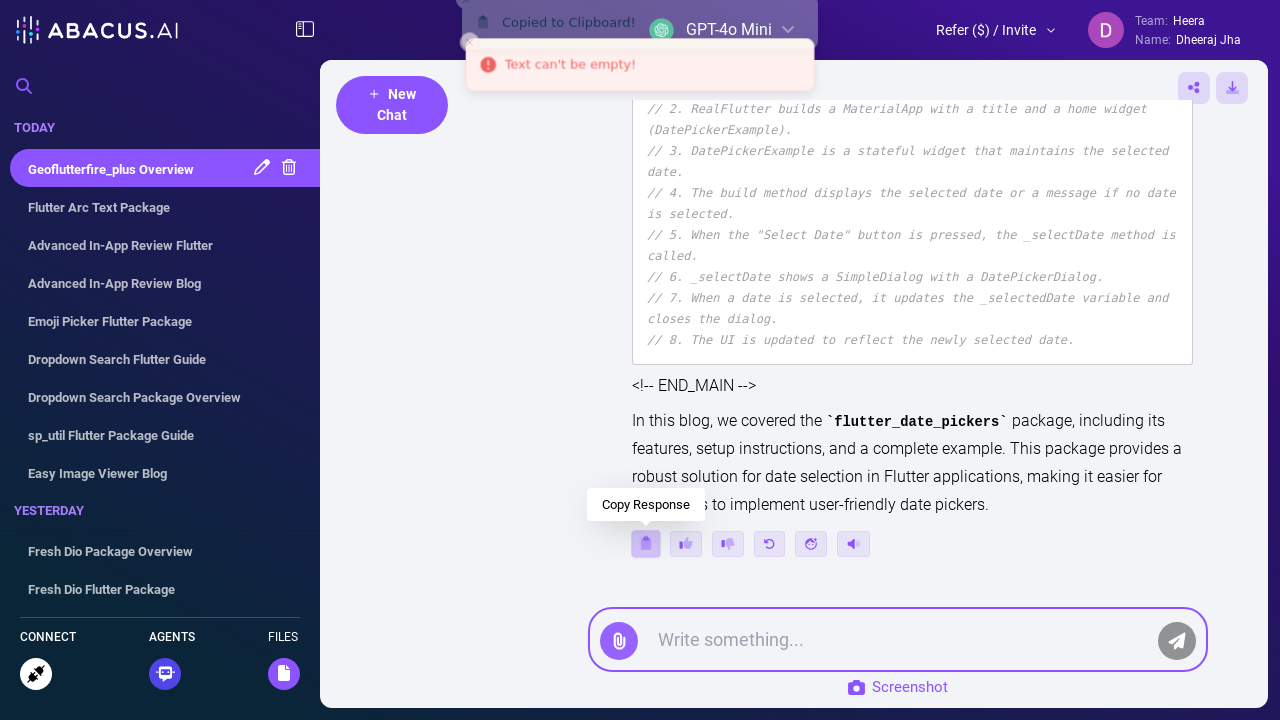 ABACUS.AI
Copied to Clipboard!
GPT-4o Mini
Refer ($) / Invite
D
Team: Heera
Name: Dheeraj Jha
Text can't be empty!
TODAY
Geoflutterfire_plus Overview
Flutter Arc Text Package
Advanced In-App Review Flutter
Advanced In-App Review Blog
Emoji Picker Flutter Package
Dropdown Search Flutter Guide
Dropdown Search Package Overview
sp_util Flutter Package Guide
Easy Image Viewer Blog
YESTERDAY
Fresh Dio Package Overview
Fresh Dio Flutter Package
CONNECT
AGENTS
FILES
+ New
Chat
// 2. RealFlutter builds a MaterialApp with a title and a home widget
(DatePickerExample).
// 3. DatePickerExample is a stateful widget that maintains the selected
date.
// 4. The build method displays the selected date or a message if no date
is selected.
// 5. When the "Select Date" button is pressed, the _selectDate method is
called.
// 6. _selectDate shows a SimpleDialog with a DatePickerDialog.
// 7. When a date is selected, it updates the _selectedDate variable and
closes the dialog.
// 8. The UI is updated to reflect the newly selected date.
<!-- END_MAIN -->
In this blog, we covered the `flutter_date_pickers` package, including its
features, setup instructions, and a complete example. This package provides a
robust solution for date selection in Flutter applications, making it easier for
s to implement user-friendly date pickers.
Copy Response
Write something...
Screenshot